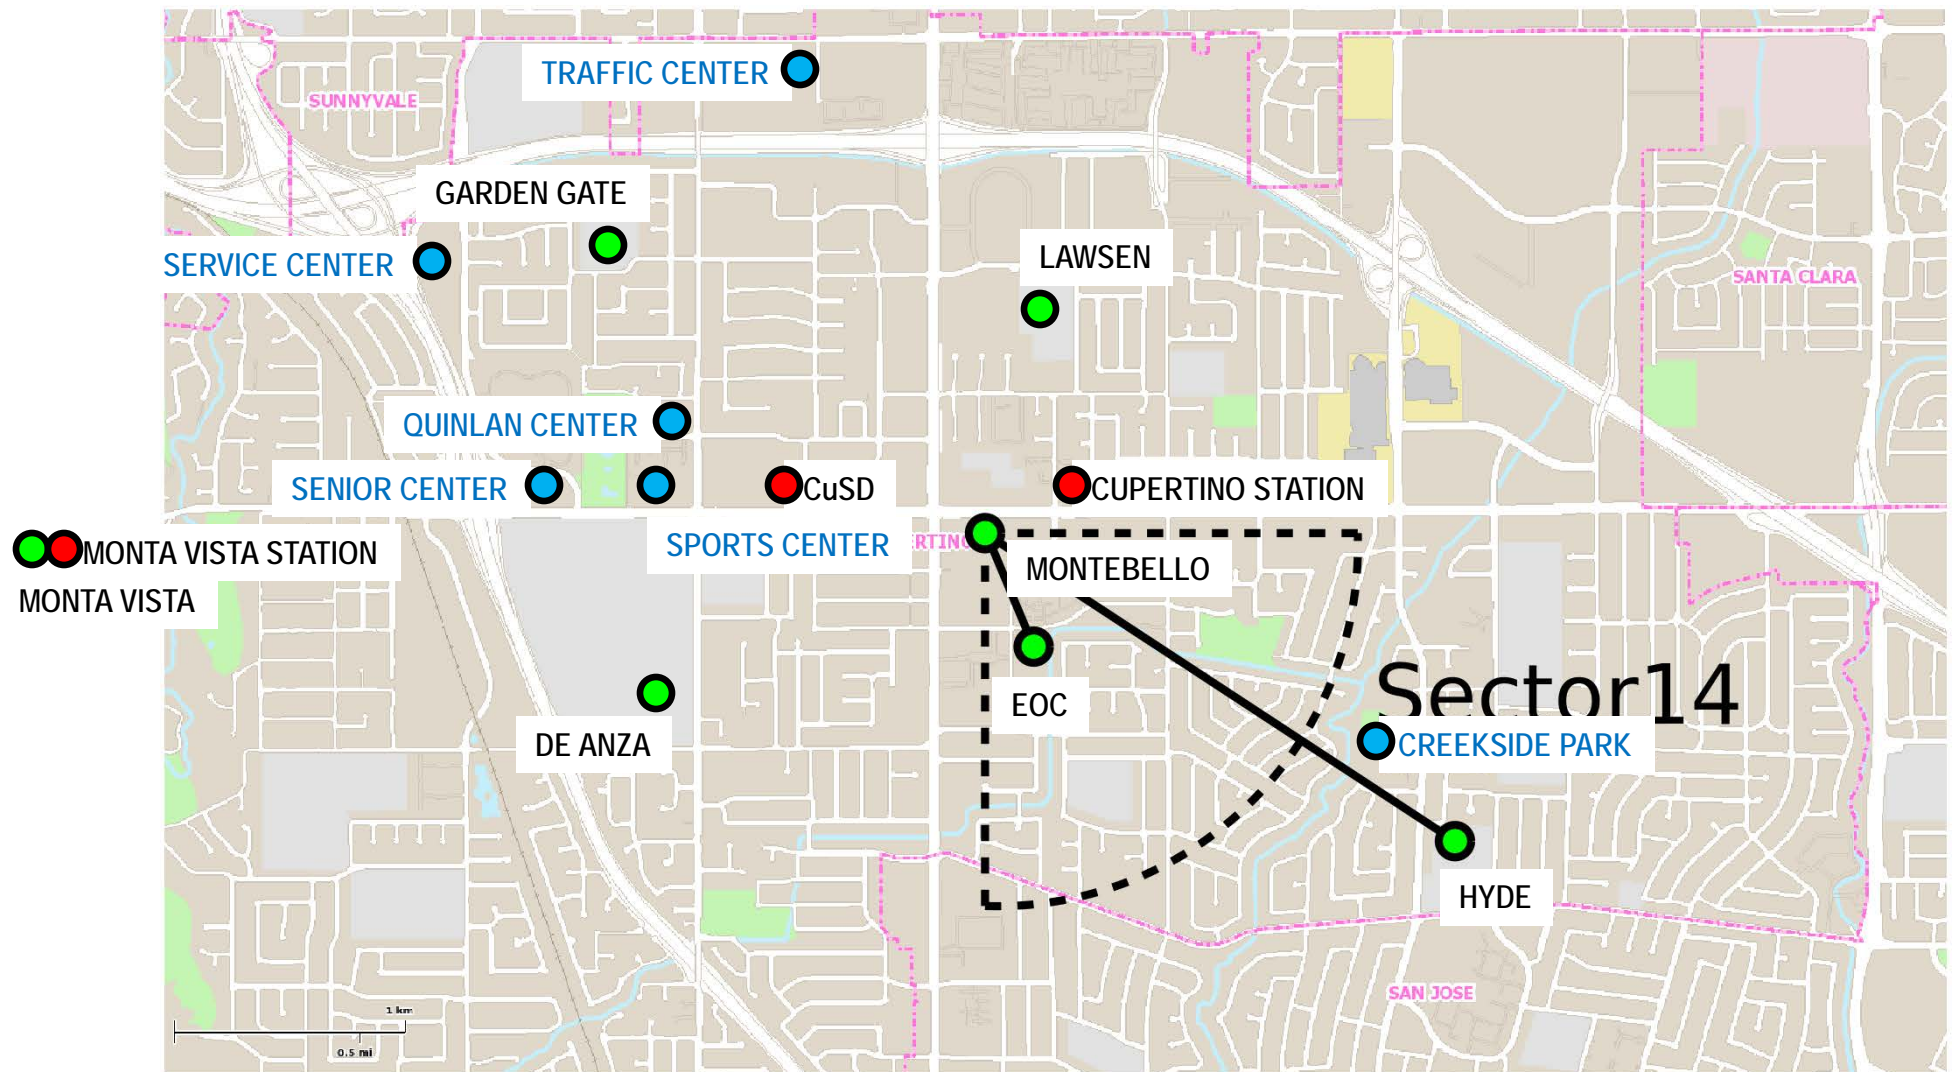 TRAFFIC CENTER
SUNNYVALE
GARDEN GATE
SERVICE CENTER
LAWSEN
SANTA CLARA
QUINLAN CENTER
SENIOR CENTER
CuSD
CUPERTINO STATION
SPORTS CENTER
RTINO
MONTA VISTA STATION
MONTEBELLO
MONTA VISTA
Sector14
EOC
DE ANZA
CREEKSIDE PARK
HYDE
SAN JOSE
1 km
0.5 mi